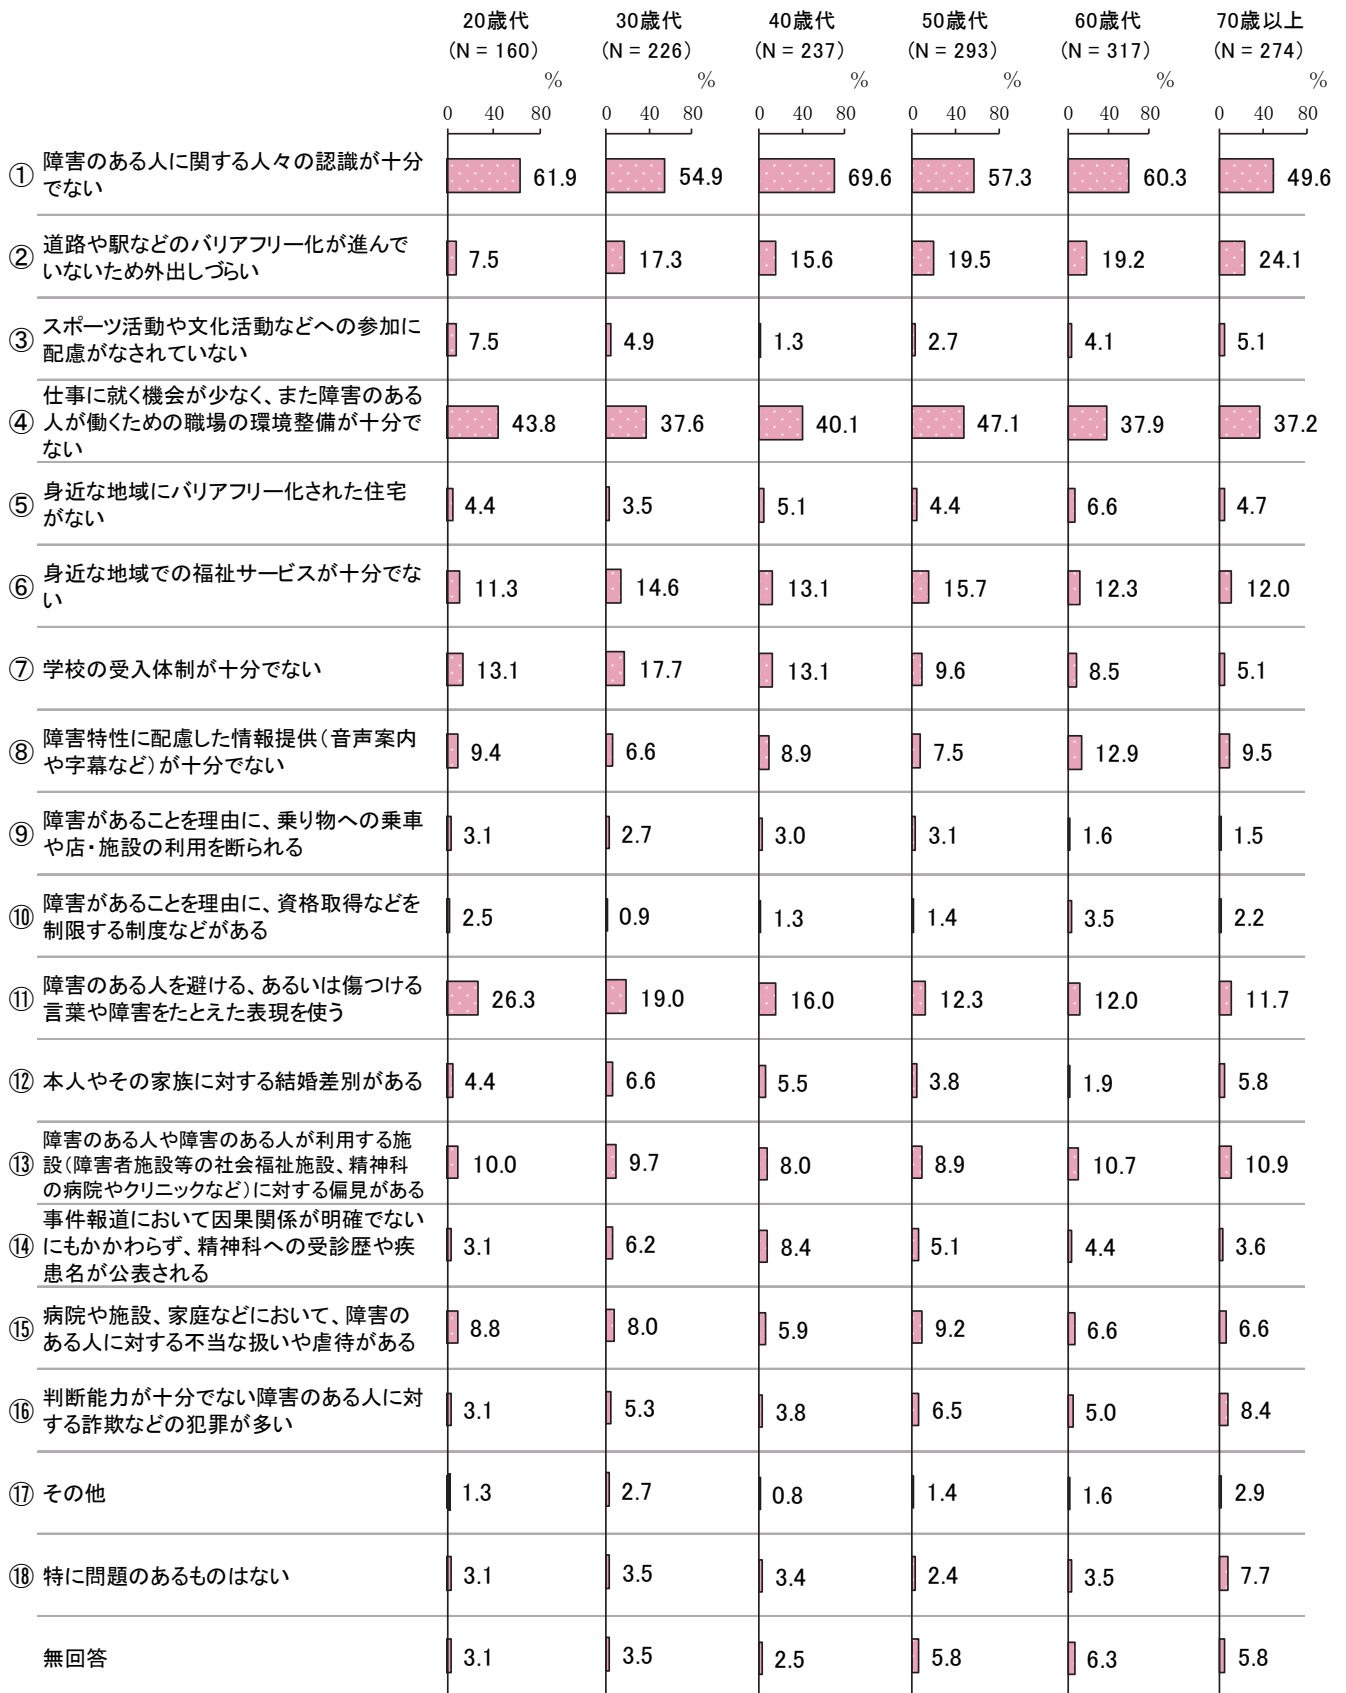 20歳代 30歳代 40歳代 50歳代 60歳代 70歳以上
(N = 160) (N = 226) (N = 237) (N = 293) (N = 317) (N = 274)
% % % % % %
0 40 80 0 40 80 0 40 80 0 40 80 0 40 80 0 40 80
① 障害のある人に関する人々の認識が十分
でない
61.9 54.9 69.6 57.3 60.3 49.6
② 道路や駅などのバリアフリー化が進んで
いないため外出しづらい
7.5 17.3 15.6 19.5 19.2 24.1
③ スポーツ活動や文化活動などへの参加に
配慮がなされていない
7.5 4.9 1.3 2.7 4.1 5.1
④ 仕事に就く機会が少なく、また障害のある
人が働くための職場の環境整備が十分で
ない
43.8 37.6 40.1 47.1 37.9 37.2
⑤ 身近な地域にバリアフリー化された住宅
がない
4.4 3.5 5.1 4.4 6.6 4.7
⑥ 身近な地域での福祉サービスが十分でな
い
11.3 14.6 13.1 15.7 12.3 12.0
⑦ 学校の受入体制が十分でない
13.1 17.7 13.1 9.6 8.5 5.1
⑧ 障害特性に配慮した情報提供(音声案内
や字幕など)が十分でない
9.4 6.6 8.9 7.5 12.9 9.5
⑨ 障害があることを理由に、乗り物への乗車
や店・施設の利用を断られる
3.1 2.7 3.0 3.1 1.6 1.5
⑩ 障害があることを理由に、資格取得などを
制限する制度などがある
2.5 0.9 1.3 1.4 3.5 2.2
⑪ 障害のある人を避ける、あるいは傷つける
言葉や障害をたとえた表現を使う
26.3 19.0 16.0 12.3 12.0 11.7
⑫ 本人やその家族に対する結婚差別がある
4.4 6.6 5.5 3.8 1.9 5.8
⑬ 障害のある人や障害のある人が利用する施
設(障害者施設等の社会福祉施設、精神科
の病院やクリニックなど)に対する偏見がある
10.0 9.7 8.0 8.9 10.7 10.9
⑭ 事件報道において因果関係が明確でない
にもかかわらず、精神科への受診歴や疾
患名が公表される
3.1 6.2 8.4 5.1 4.4 3.6
⑮ 病院や施設、家庭などにおいて、障害の
ある人に対する不当な扱いや虐待がある
8.8 8.0 5.9 9.2 6.6 6.6
⑯ 判断能力が十分でない障害のある人に対
する詐欺などの犯罪が多い
3.1 5.3 3.8 6.5 5.0 8.4
⑰ その他
1.3 2.7 0.8 1.4 1.6 2.9
⑱ 特に問題のあるものはない
3.1 3.5 3.4 2.4 3.5 7.7
無回答
3.1 3.5 2.5 5.8 6.3 5.8